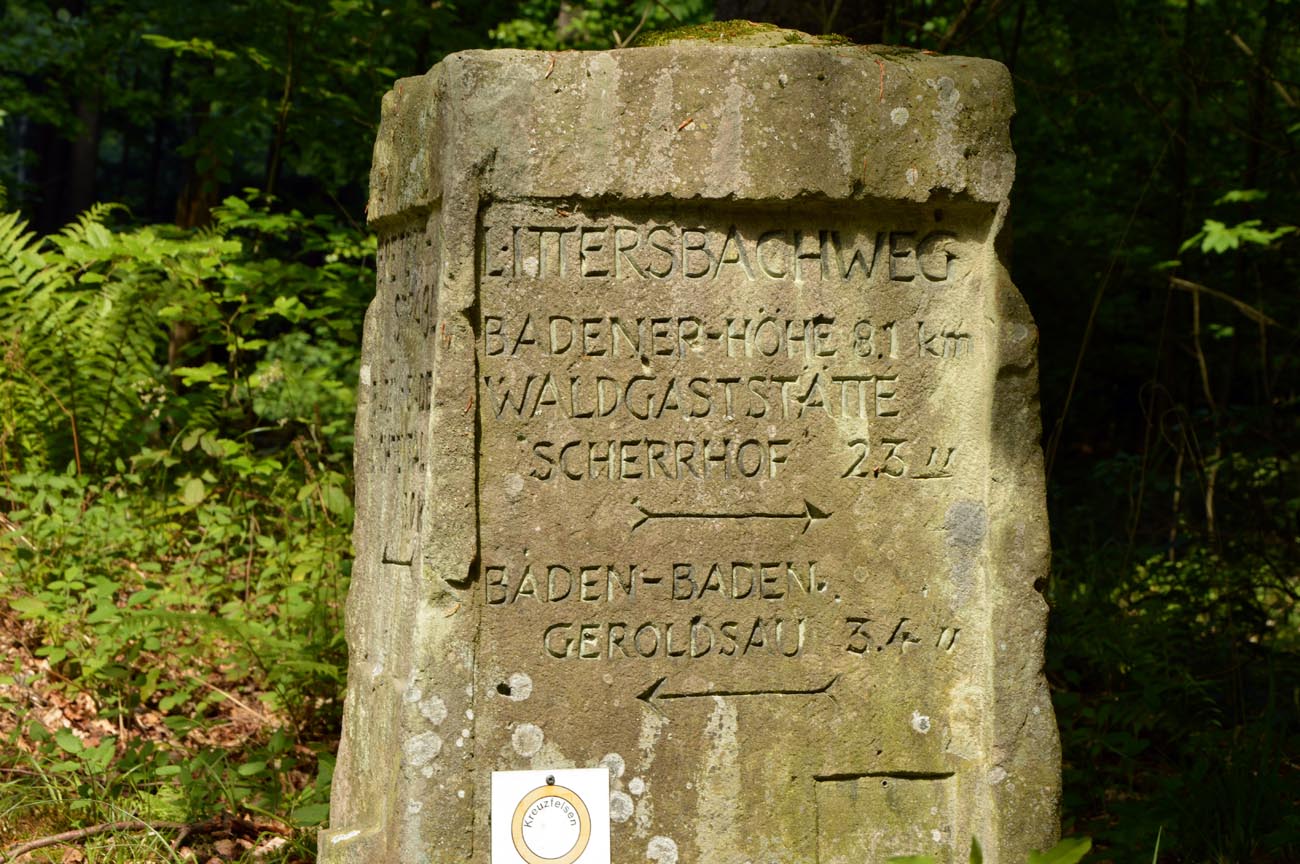 LITTERSBACHWEG
BADENER-HÖHE 8.1 km
WALDGASTSTÄTTE
SCHERRHOF 2.3 "
BADEN-BADEN.
GEROLDSAU 3.4 "
Kreuzfelsen